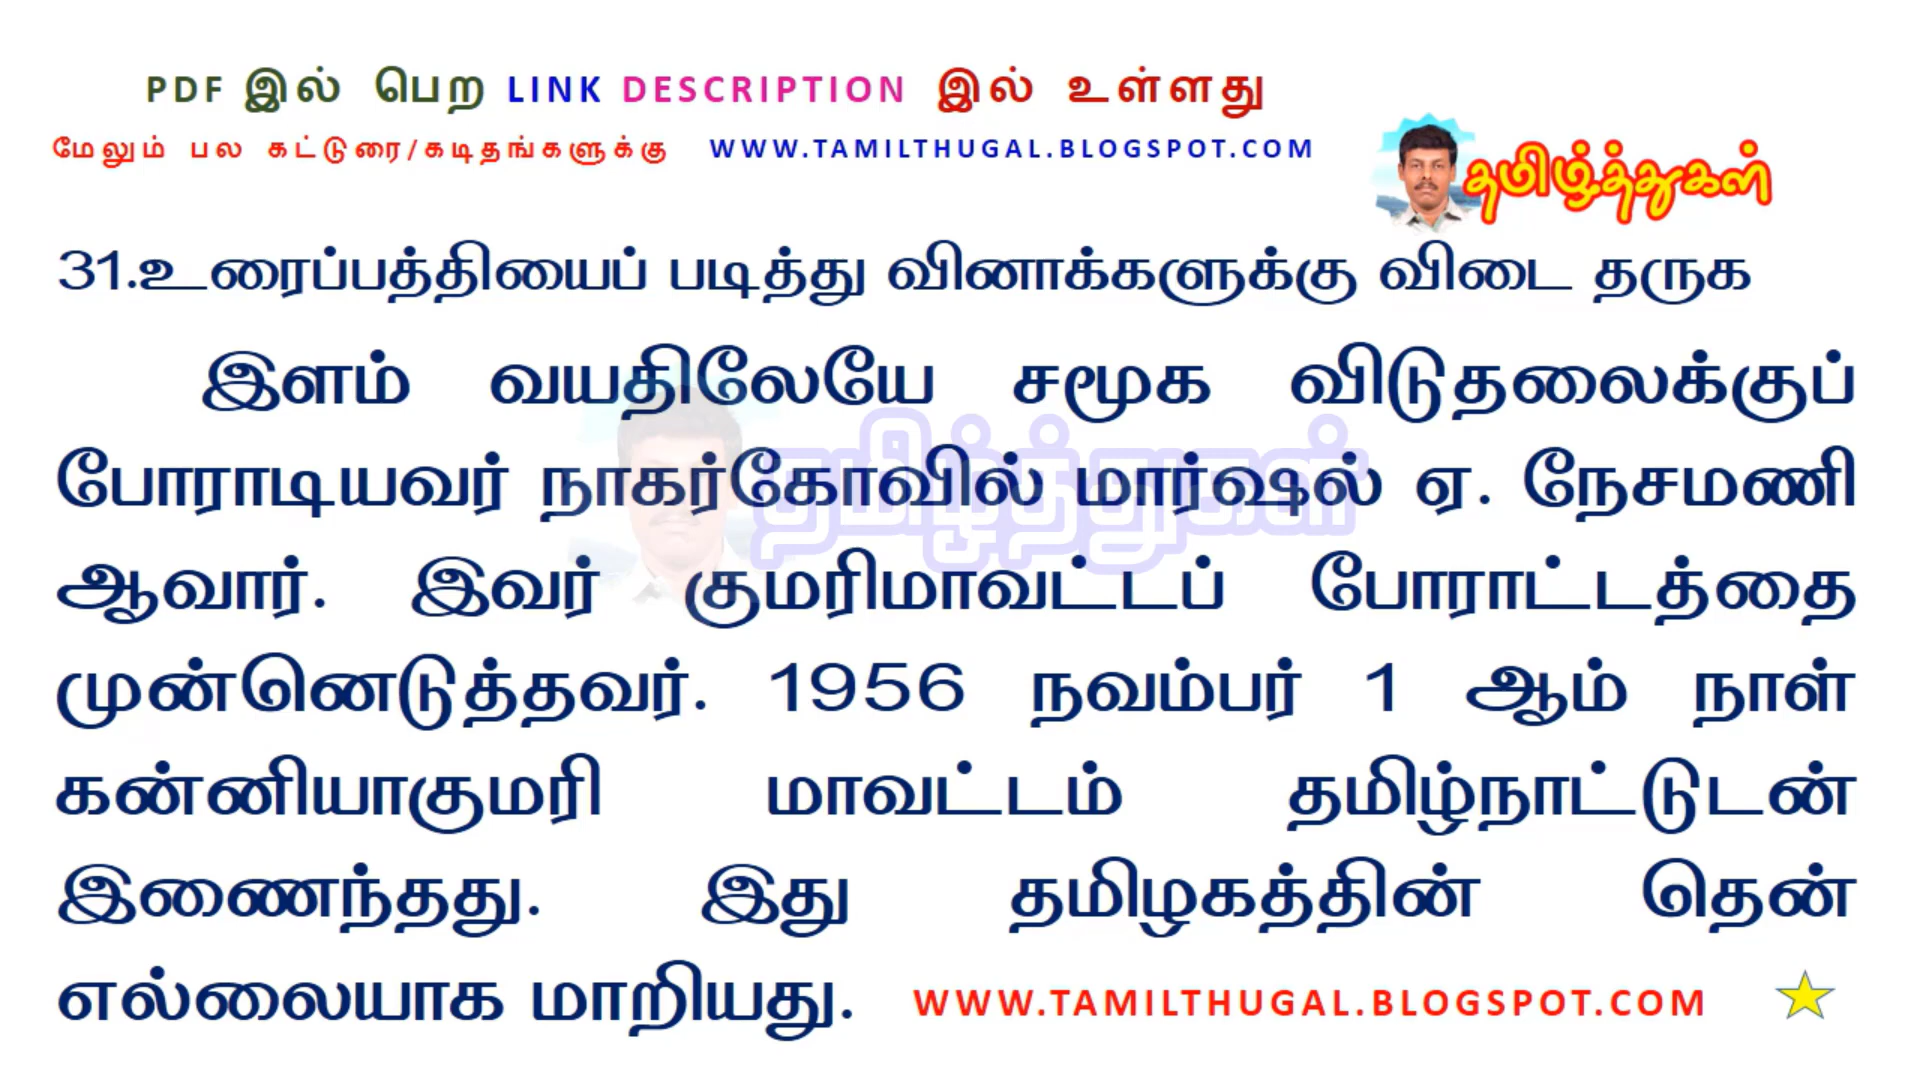 PDF இல் பெற LINK DESCRIPTION இல் உள்ளது
மேலும் பல கட்டுரை/கடிதங்களுக்கு WWW.TAMILTHUGAL.BLOGSPOT.COM
தமிழ்த்துகள்
31.உரைப்பத்தியைப் படித்து வினாக்களுக்கு விடை தருக
இளம் வயதிலேயே சமூக விடுதலைக்குப்
போராடியவர் நாகர்கோவில் மார்ஷல் ஏ. நேசமணி
தமிழ்த்துகள்
ஆவார். இவர் குமரிமாவட்டப் போராட்டத்தை
முன்னெடுத்தவர். 1956 நவம்பர் 1 ஆம் நாள்
கன்னியாகுமரி மாவட்டம் தமிழ்நாட்டுடன்
இணைந்தது. இது தமிழகத்தின் தென்
எல்லையாக மாறியது. WWW.TAMILTHUGAL.BLOGSPOT.COM